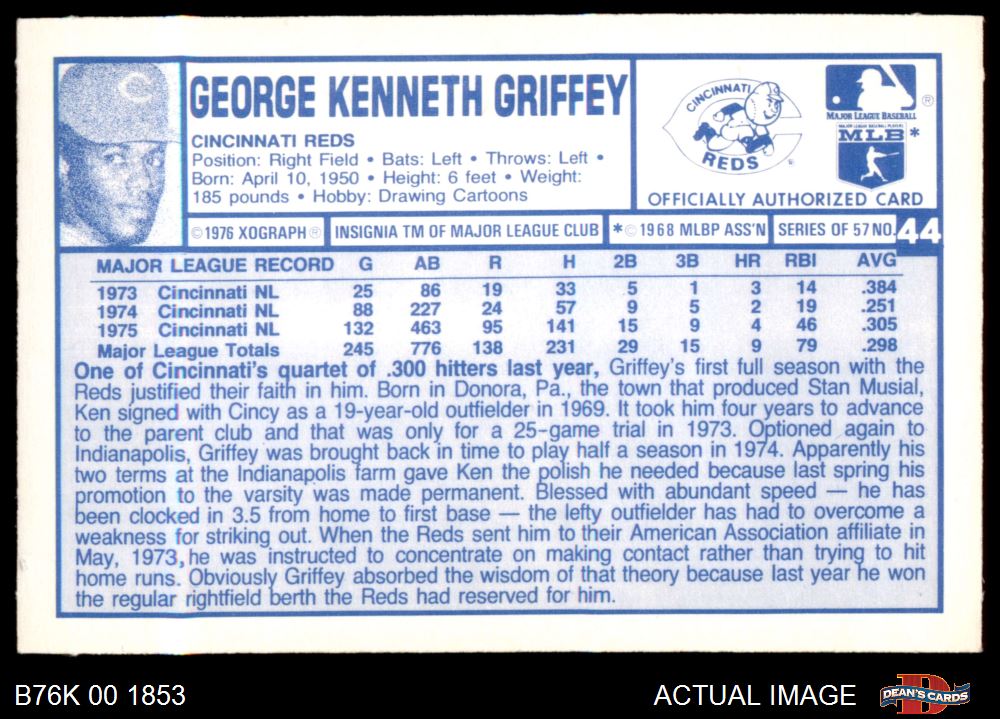 GEORGE KENNETH GRIFFEY
CINCINNATI REDS
Position: Right Field • Bats: Left • Throws: Left •
Born: April 10, 1950 • Height: 6 feet • Weight:
185 pounds • Hobby: Drawing Cartoons
CINCINNATI
REDS
®
MAJOR LEAGUE BASEBALL
MAJOR LEAGUE BASEBALL PLAYERS
MLB *
OFFICIALLY AUTHORIZED CARD
© 1976 XOGRAPH ® INSIGNIA TM OF MAJOR LEAGUE CLUB *© 1968 MLBP ASS'N SERIES OF 57 NO. 44
MAJOR LEAGUE RECORD G AB R H 2B 3B HR RBI AVG
1973 Cincinnati NL 25 86 19 33 5 1 3 14 .384
1974 Cincinnati NL 88 227 24 57 9 5 2 19 .251
1975 Cincinnati NL 132 463 95 141 15 9 4 46 .305
Major League Totals 245 776 138 231 29 15 9 79 .298
One of Cincinnati's quartet of .300 hitters last year, Griffey's first full season with the
Reds justified their faith in him. Born in Donora, Pa., the town that produced Stan Musial,
Ken signed with Cincy as a 19-year-old outfielder in 1969. It took him four years to advance
to the parent club and that was only for a 25-game trial in 1973. Optioned again to
Indianapolis, Griffey was brought back in time to play half a season in 1974. Apparently his
two terms at the Indianapolis farm gave Ken the polish he needed because last spring his
promotion to the varsity was made permanent. Blessed with abundant speed — he has
been clocked in 3.5 from home to first base — the lefty outfielder has had to overcome a
weakness for striking out. When the Reds sent him to their American Association affiliate in
May, 1973, he was instructed to concentrate on making contact rather than trying to hit
home runs. Obviously Griffey absorbed the wisdom of that theory because last year he won
the regular rightfield berth the Reds had reserved for him.
B76K 00 1853 ACTUAL IMAGE DEAN'S CARDS